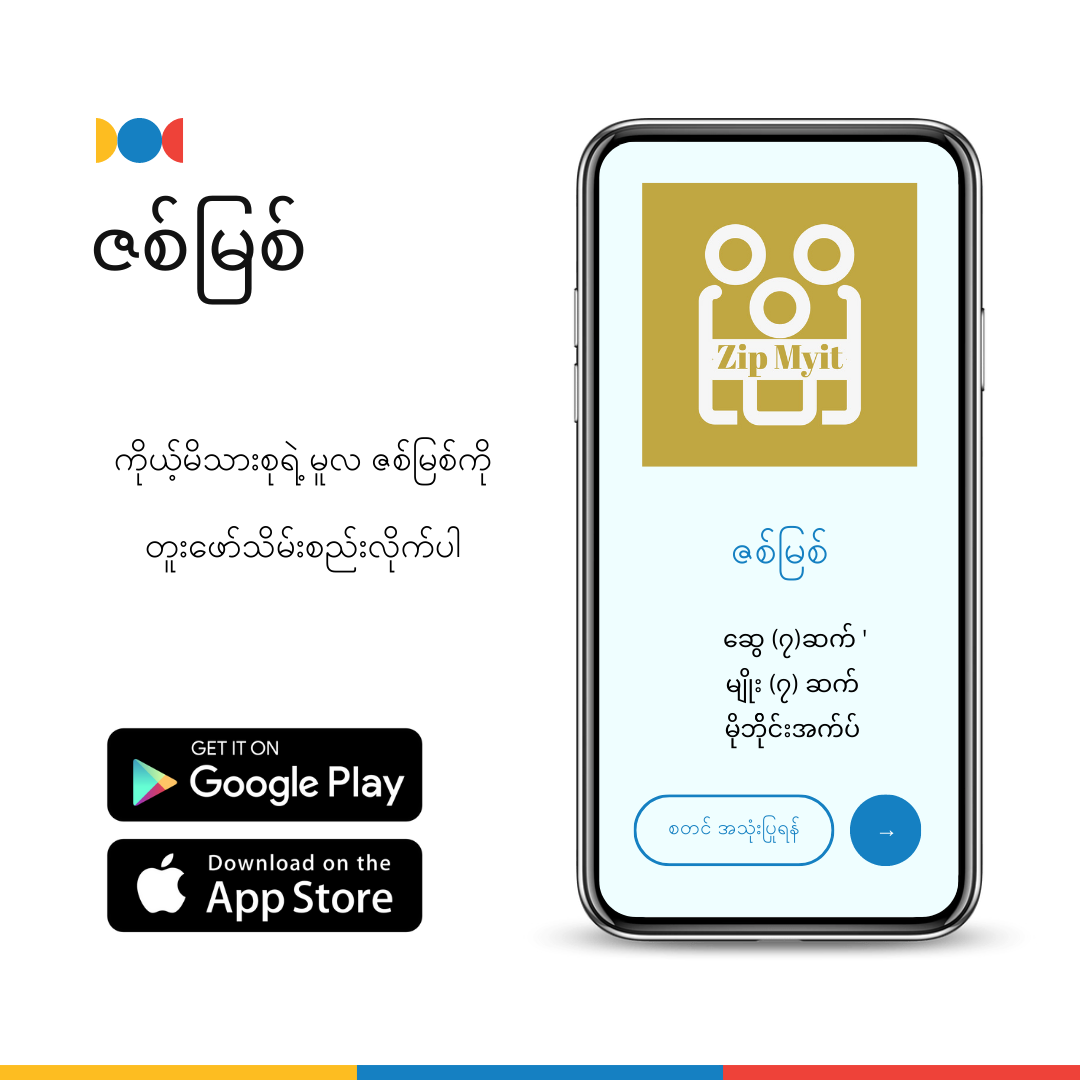 ဇစ်မြစ်
ကိုယ့်မိသားစုရဲ့ မူလ ဇစ်မြစ်ကို
တူးဖော်သိမ်းစည်းလိုက်ပါ
GET IT ON
Google Play
Download on the
App Store
Zip Myit
ဇစ်မြစ်
ဆွေ (၇)ဆက် '
မျိုး (၇) ဆက်
မိုဘိုင်းအက်ပ်
စတင် အသုံးပြုရန်
→